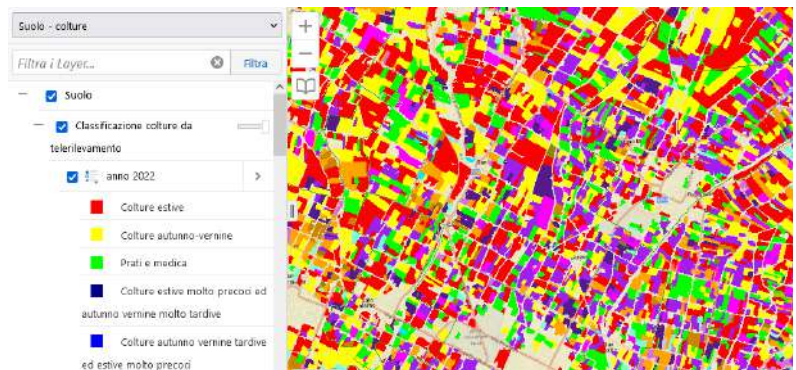 Suolo - colture
Filtra i Layer...
Filtra
Suolo
Classificazione colture da
telerilevamento
anno 2022
Colture estive
Colture autunno-vernine
Prati e medica
Colture estive molto precoci ed
autunno vernine molto tardive
Colture autunno vernine tardive
ed estive molto precoci